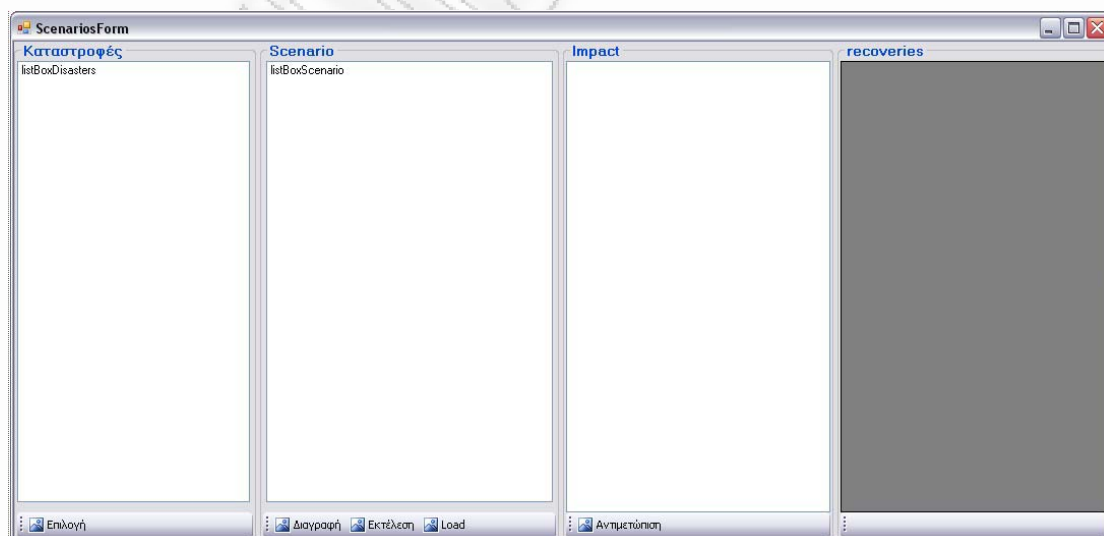 ScenariosForm
Καταστροφές
Scenario
Impact
recoveries
listBoxDisasters
listBoxScenario
Επιλογή
Διαγραφή Εκτέλεση Load
Αντιμετώπιση